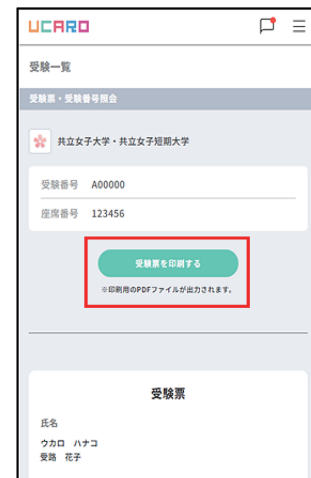 UCARO
受験一覧
受験票・受験番号照会
共立女子大学・共立女子短期大学
受験番号 A00000
座席番号 123456
受験票を印刷する
※印刷用のPDFファイルが出力されます。
受験票
氏名
ウカロ ハナコ
受路 花子